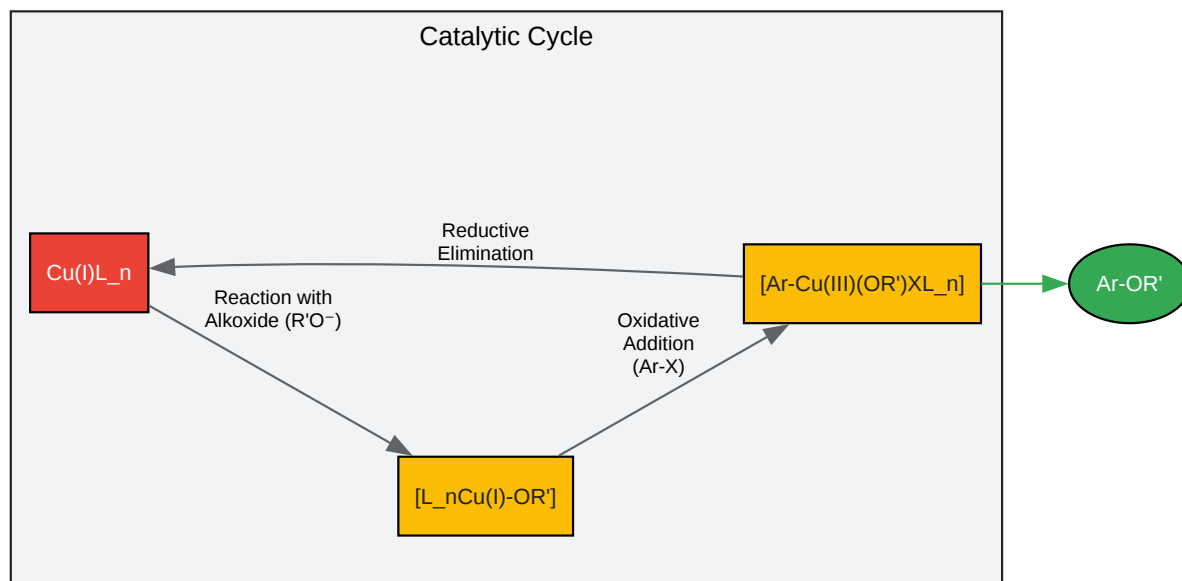 Catalytic Cycle
Reductive
Elimination
Cu(I)L_n
[Ar-Cu(III)(OR')XL_n]
Ar-OR'
Reaction with
Alkoxide (R'O⁻)
Oxidative
Addition
(Ar-X)
[L_nCu(I)-OR']